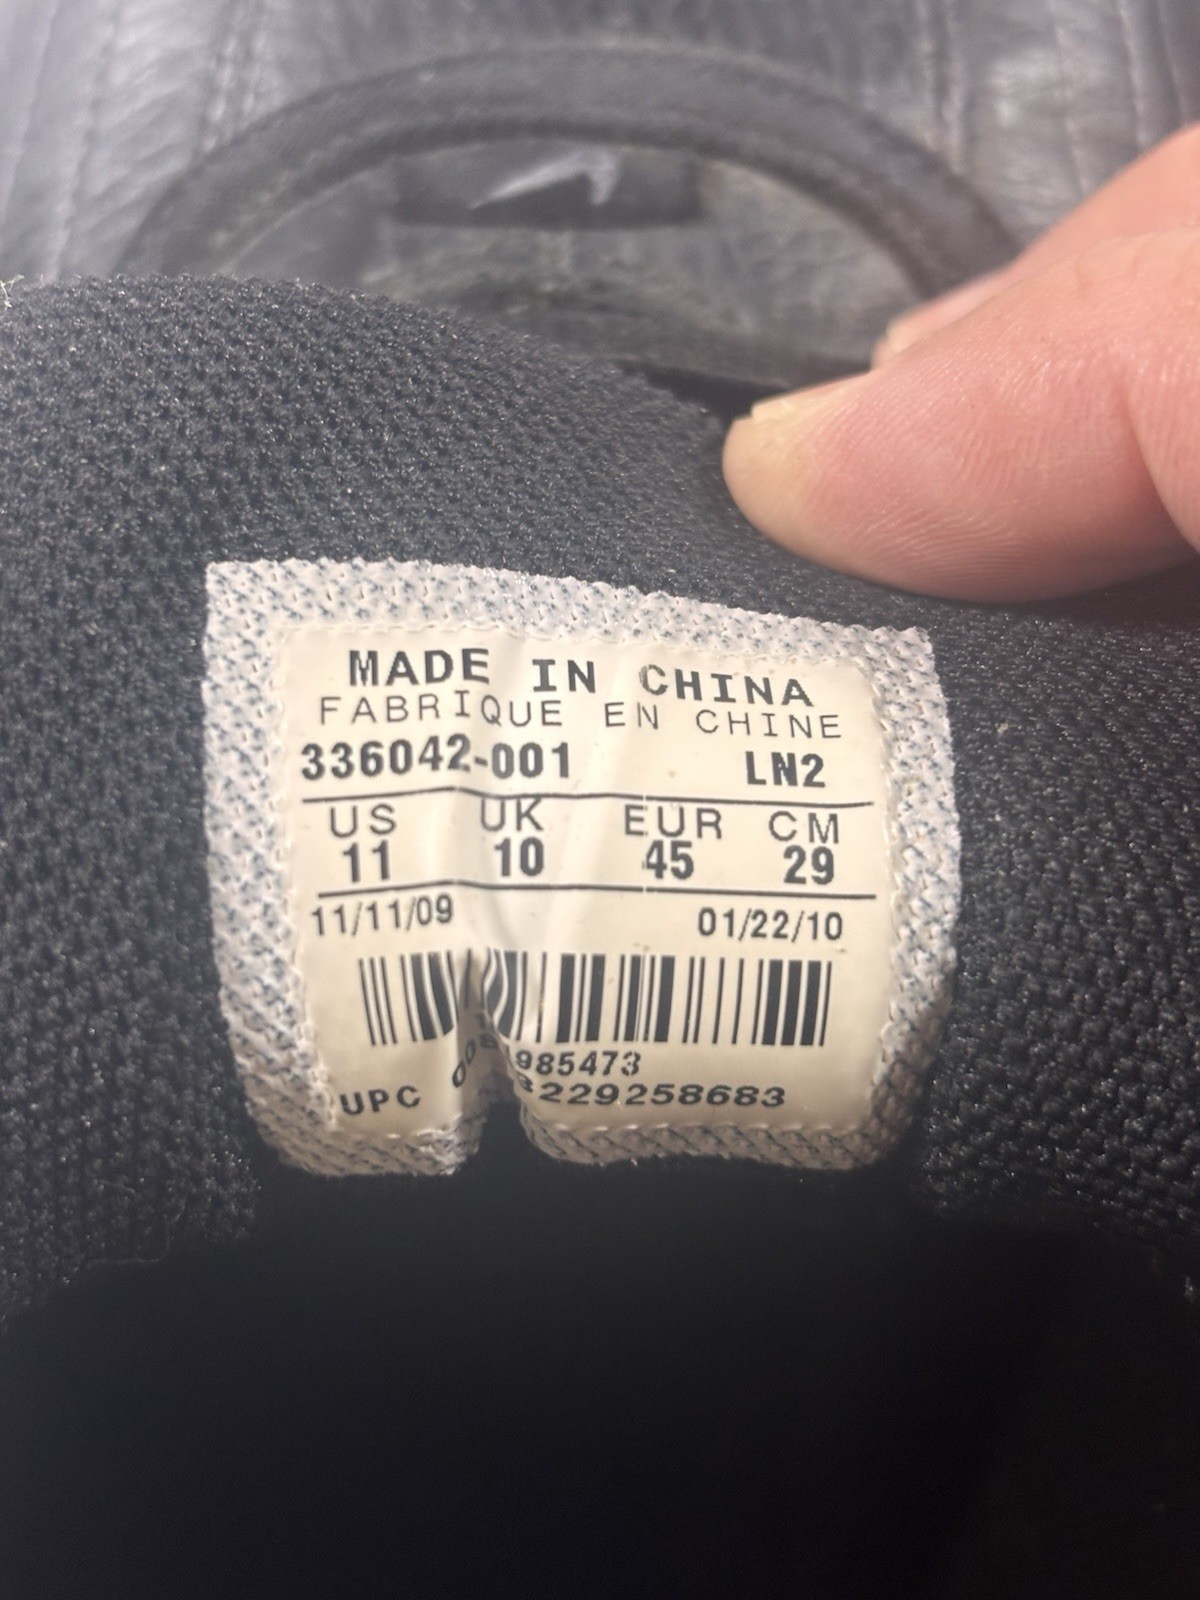 MADE IN CHINA
FABRIQUE EN CHINE
336042-001 LN2
US UK EUR CM
11 10 45 29
11/11/09 01/22/10
985473
UPC 229258683